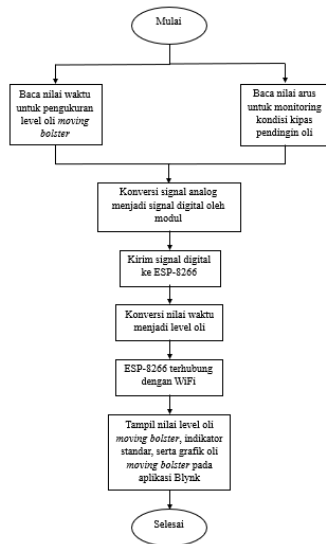 Mulai
Baca nilai waktu
untuk pengukuran
level oli moving
bolster
Baca nilai arus
untuk monitoring
kondisi kipas
pendingin oli
Konversi signal analog
menjadi signal digital oleh
modul
Kirim signal digital
ke ESP-8266
Konversi nilai waktu
menjadi level oli
ESP-8266 terhubung
dengan WiFi
Tampil nilai level oli
moving bolster, indikator
standar, serta grafik oli
moving bolster pada
aplikasi Blynk
Selesai